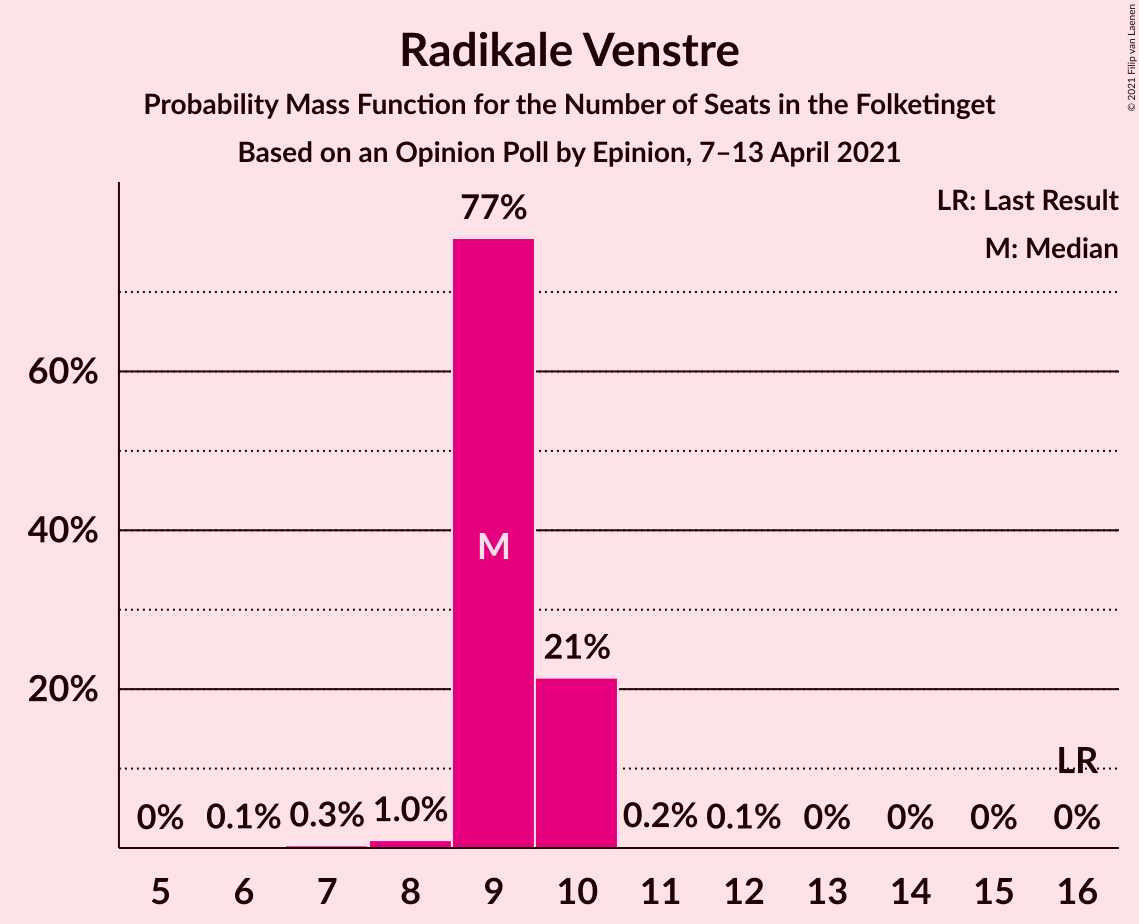 Radikale Venstre
Probability Mass Function for the Number of Seats in the Folketinget
Based on an Opinion Poll by Epinion, 7–13 April 2021
© 2021 Filip van Laenen
LR: Last Result
M: Median
77%
60%
M
40%
21%
20%
LR
0% 0.1% 0.3% 1.0% 0.2% 0.1% 0% 0% 0% 0%
5 6 7 8 9 10 11 12 13 14 15 16